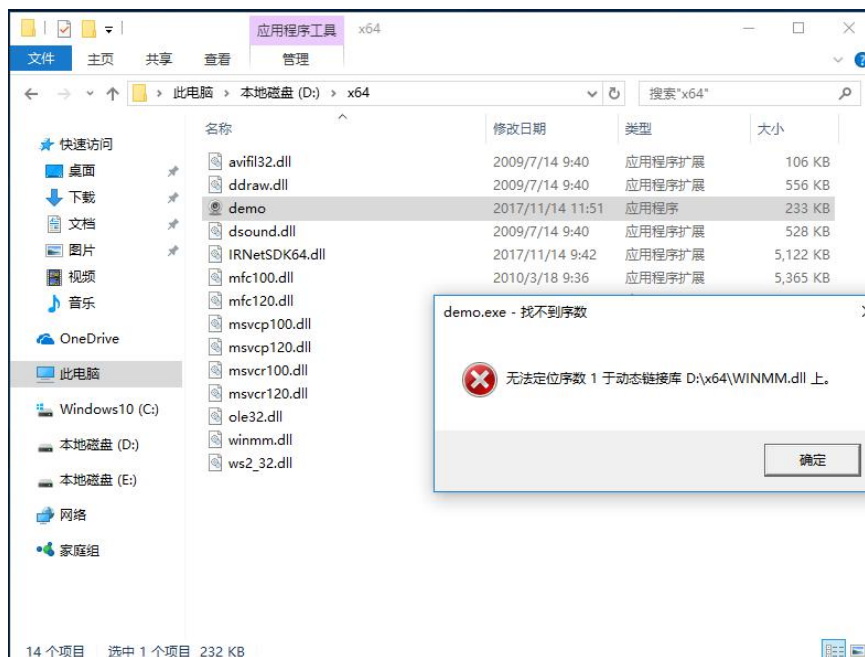 应用程序工具 x64
文件 主页 共享 查看 管理
此电脑 本地磁盘 (D:) x64 搜索"x64"
名称 修改日期 类型 大小
快速访问
桌面
下载
文档
图片
视频
音乐
OneDrive
此电脑
Windows10 (C:)
本地磁盘 (D:)
本地磁盘 (E:)
网络
家庭组
avifil32.dll 2009/7/14 9:40 应用程序扩展 106 KB
ddraw.dll 2009/7/14 9:40 应用程序扩展 556 KB
demo 2017/11/14 11:51 应用程序 233 KB
dsound.dll 2009/7/14 9:40 应用程序扩展 528 KB
IRNetSDK64.dll 2017/11/14 9:42 应用程序扩展 5,122 KB
mfc100.dll 2010/3/18 9:36 应用程序扩展 5,365 KB
mfc120.dll
msvcp100.dll
msvcp120.dll
msvcr100.dll
msvcr120.dll
ole32.dll
winmm.dll
ws2_32.dll
demo.exe - 找不到序数
无法定位序数 1 于动态链接库 D:\x64\WINMM.dll 上。
确定
14 个项目 选中 1 个项目 232 KB